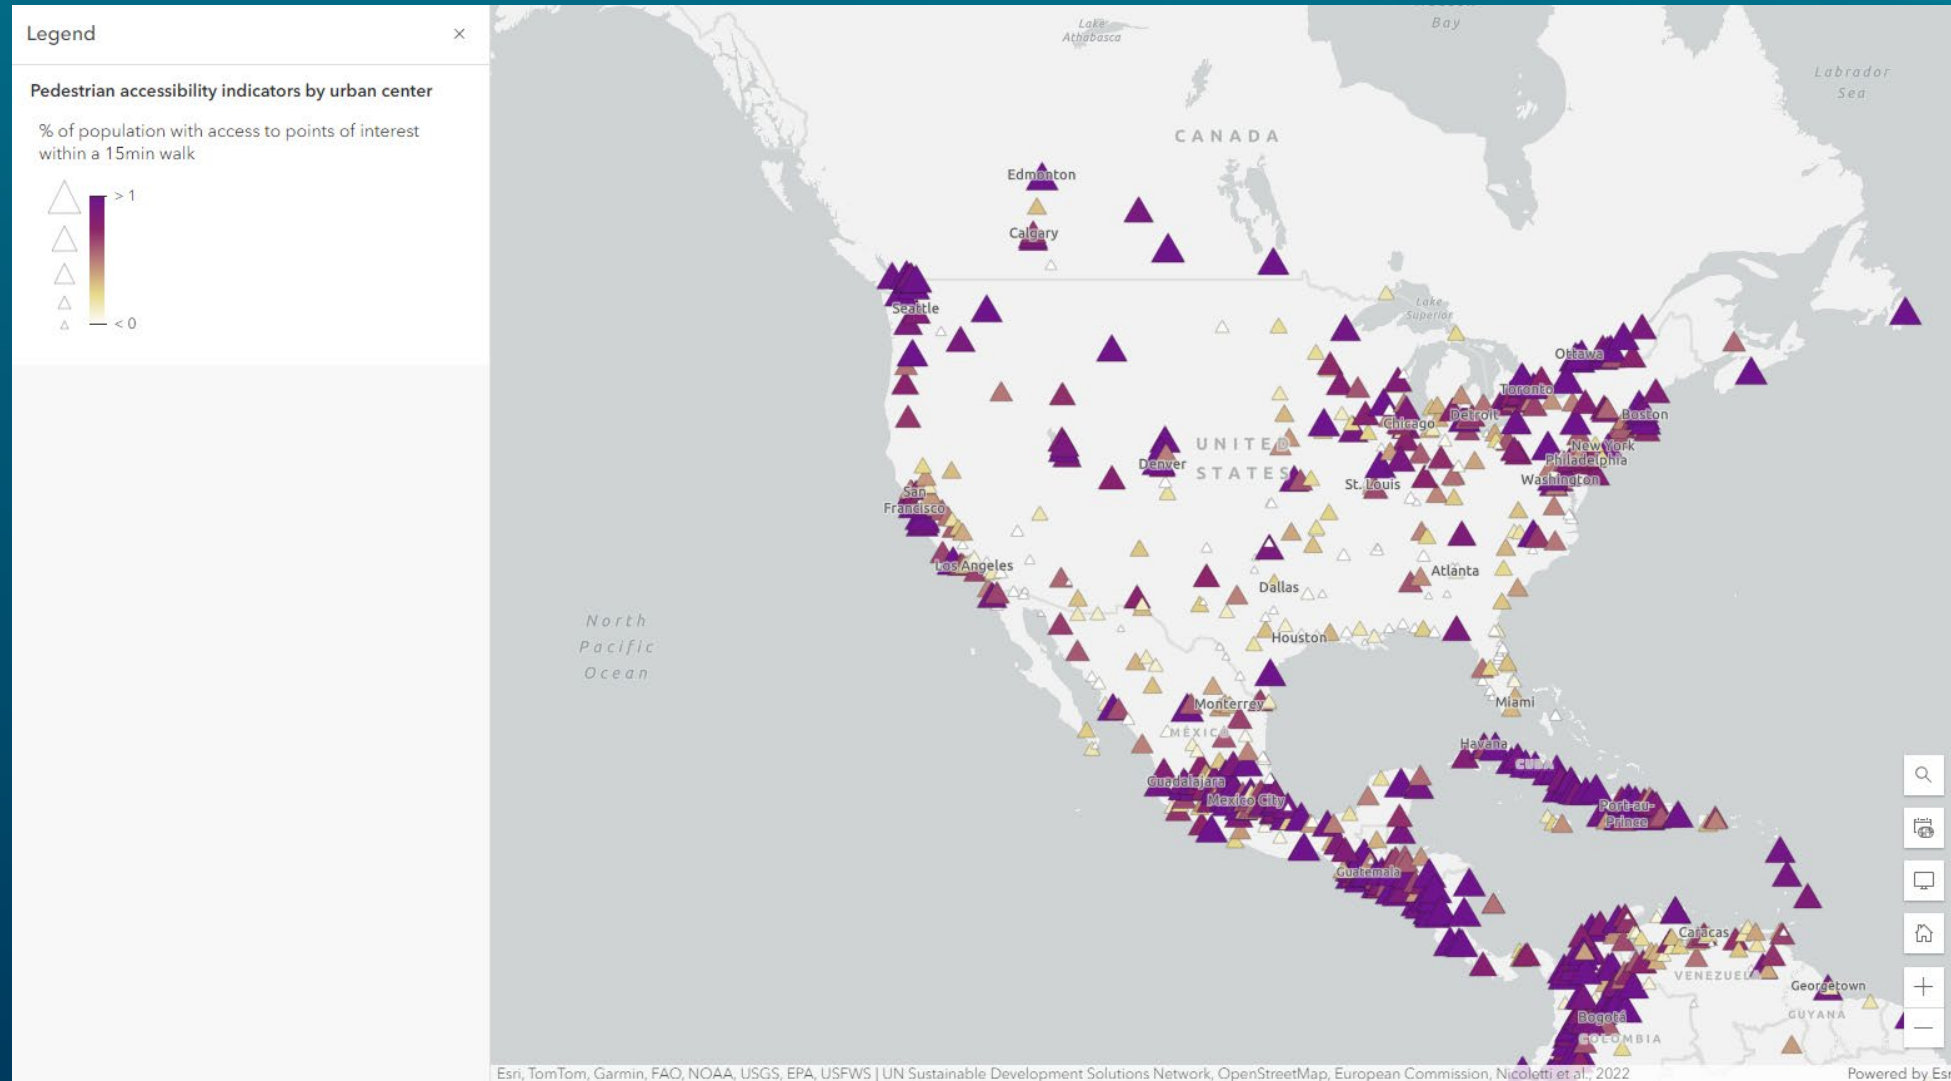 Legend
×
Pedestrian accessibility indicators by urban center
% of population with access to points of interest
within a 15min walk
> 1
< 0
Bay
Lake
Athabasca
Labrador
Sea
CANADA
Edmonton
Calgary
Seattle
Lake
Superior
Ottawa
Toronto
Boston
Detroit
Chicago
New York
Philadelphia
UNITED
STATES
Denver
St. Louis
Washington
San
Francisco
Los Angeles
Atlanta
Dallas
North
Pacific
Ocean
Houston
Miami
Monterrey
MÉXICO
Havana
CUBA
Guadalajara
Mexico City
Port-au-
Prince
Guatemala
Caracas
VENEZUELA
Georgetown
GUYANA
Bogotá
COLOMBIA
Esri, TomTom, Garmin, FAO, NOAA, USGS, EPA, USFWS | UN Sustainable Development Solutions Network, OpenStreetMap, European Commission, Nicoletti et al., 2022
Powered by Esri